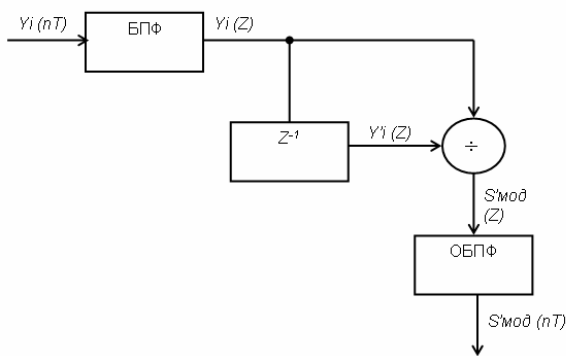 Yi (nT)
БПФ
Yi (Z)
Z-1
Y'i (Z)
÷
S'мод
(Z)
ОБПФ
S'мод (nT)